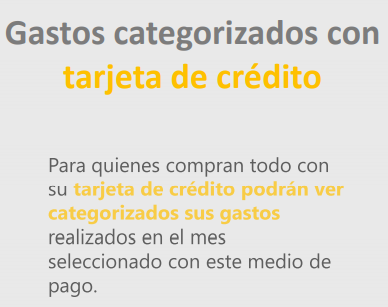 Gastos categorizados con
tarjeta de crédito
Para quienes compran todo con
su tarjeta de crédito podrán ver
categorizados sus gastos
realizados en el mes
seleccionado con este medio de
pago.